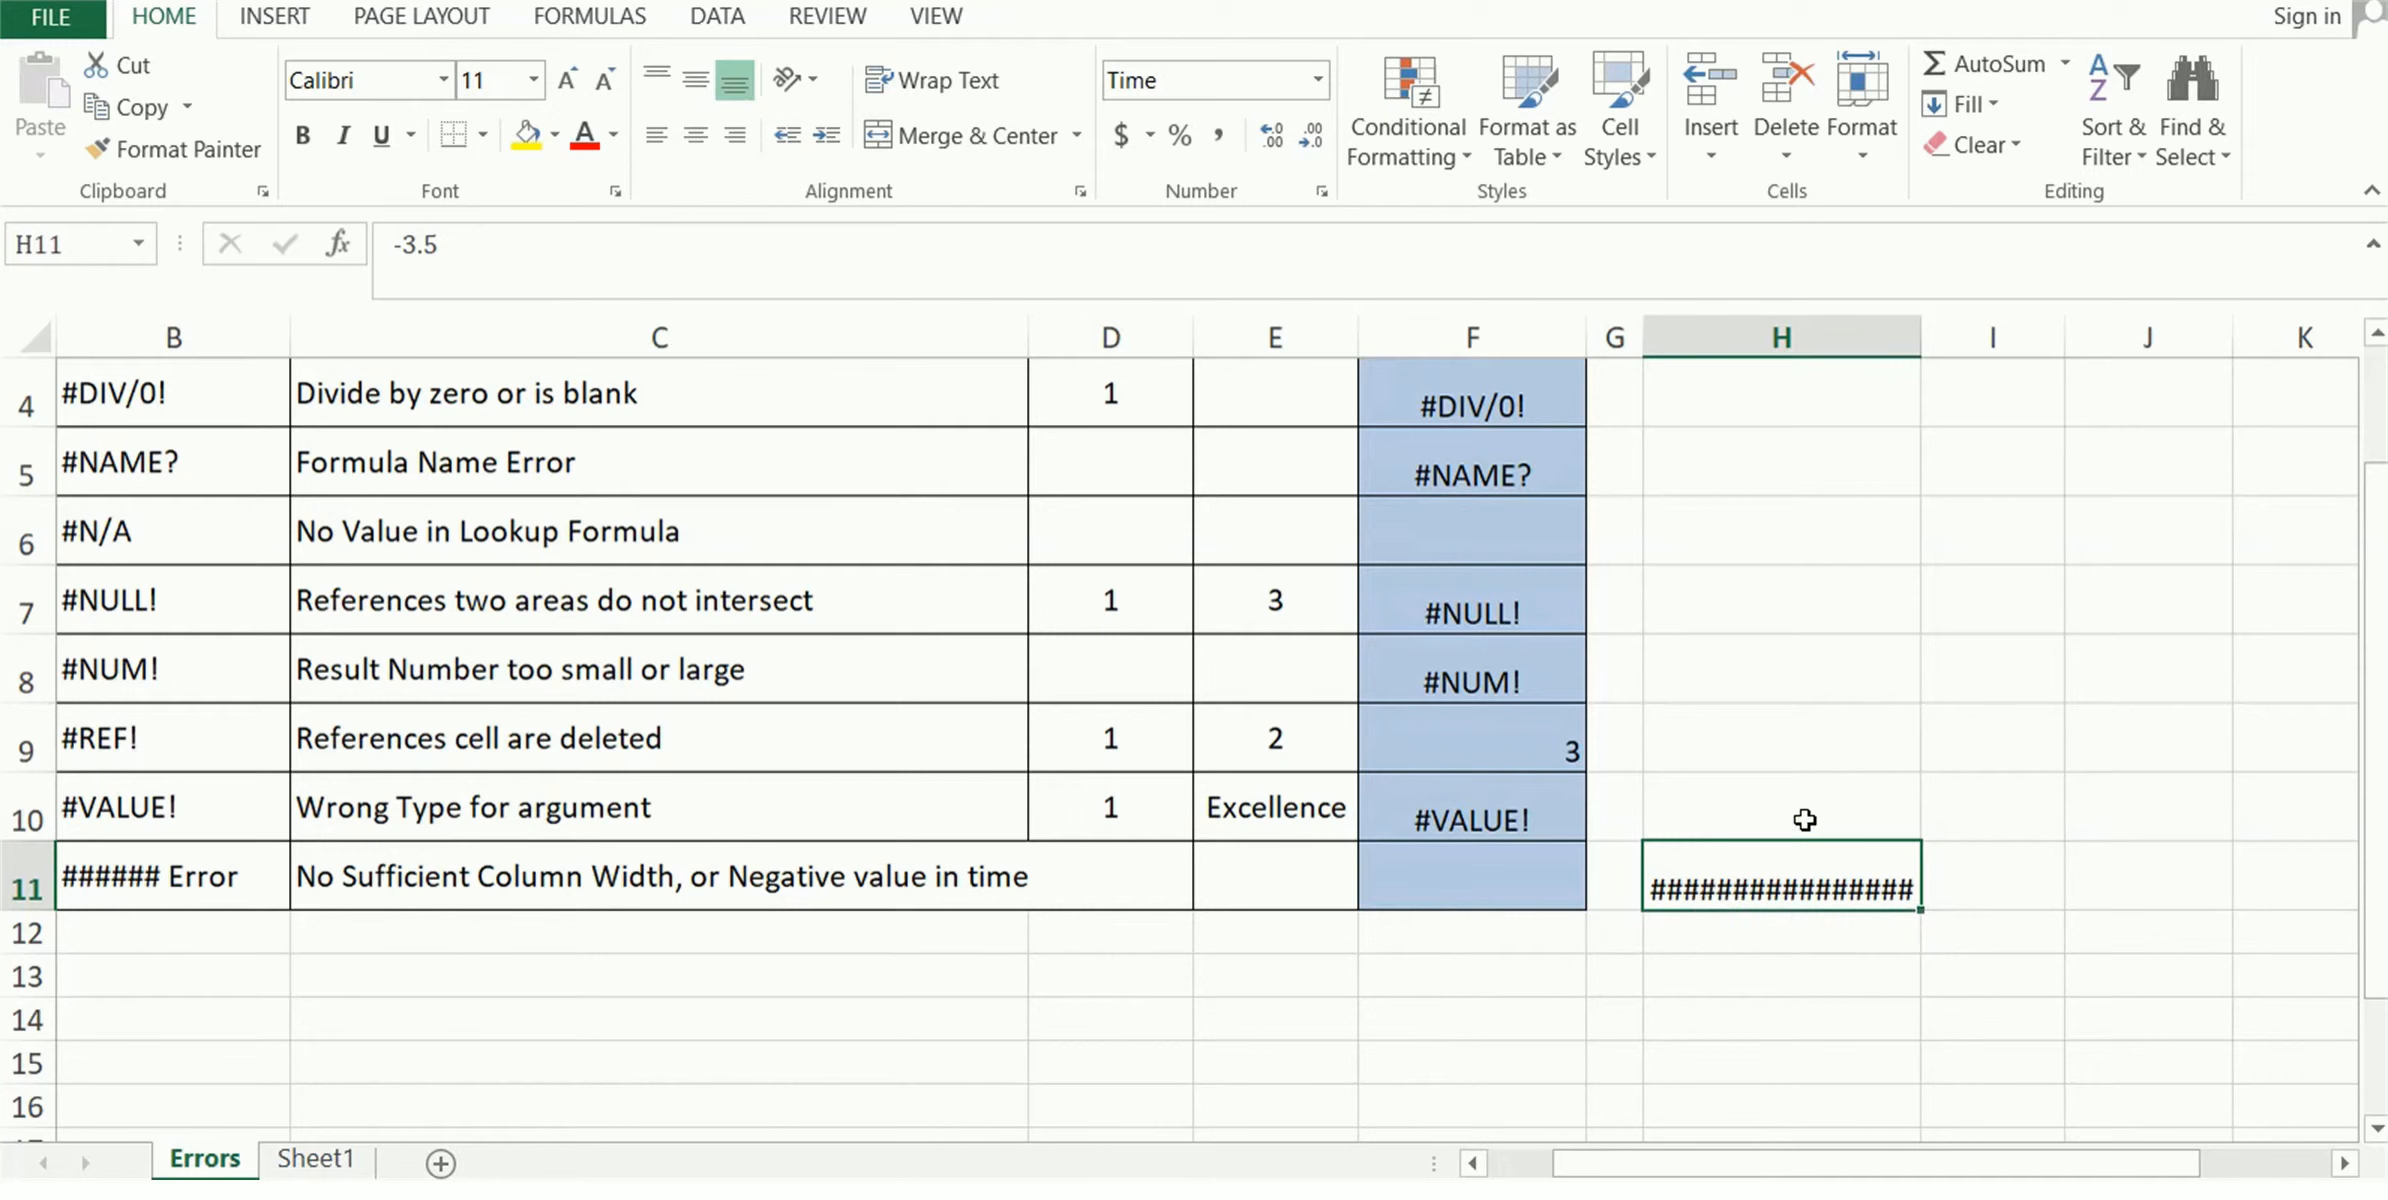 FILE HOME INSERT PAGE LAYOUT FORMULAS DATA REVIEW VIEW Sign in
Paste
Cut
Copy
Format Painter
Clipboard
Calibri 11
B I U A
Font
Wrap Text
Merge & Center
Alignment
Time
$ % , .0 .00 .00 .0
Number
Conditional Formatting
Format as Table
Cell Styles
Styles
Insert
Delete
Format
Cells
AutoSum
Fill
Clear
Sort & Filter
Find & Select
Editing
H11 fx -3.5
B C D E F G H I J K
4 #DIV/0! Divide by zero or is blank 1 #DIV/0!
5 #NAME? Formula Name Error #NAME?
6 #N/A No Value in Lookup Formula
7 #NULL! References two areas do not intersect 1 3 #NULL!
8 #NUM! Result Number too small or large #NUM!
9 #REF! References cell are deleted 1 2 3
10 #VALUE! Wrong Type for argument 1 Excellence #VALUE!
11 ###### Error No Sufficient Column Width, or Negative value in time ################
12
13
14
15
16
Errors Sheet1